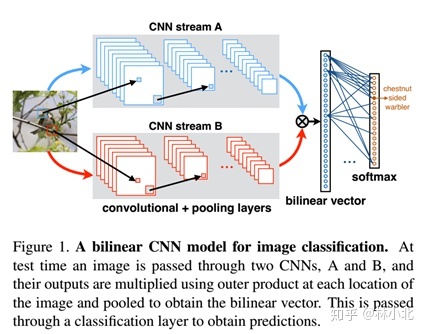 CNN stream A
chestnut
sided
warbler
CNN stream B
softmax
convolutional + pooling layers
bilinear vector
Figure 1. A bilinear CNN model for image classification. At
test time an image is passed through two CNNs, A and B, and
their outputs are multiplied using outer product at each location
of the image and pooled to obtain the bilinear vector. This is passed
through a classification layer to obtain predictions.
知乎 @林小北